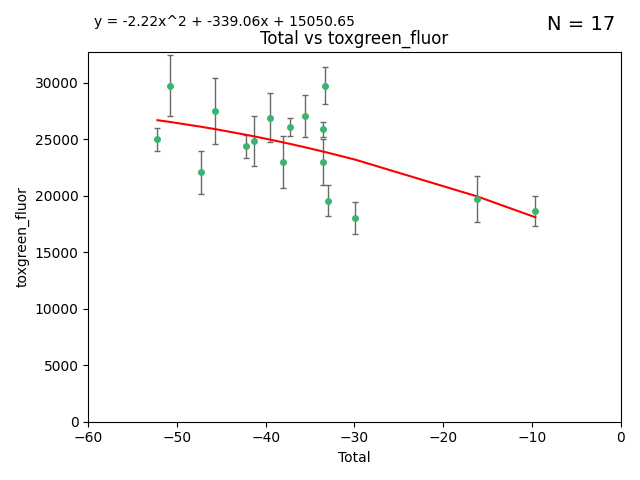 y = -2.22x^2 + -339.06x + 15050.65
N = 17
Total vs toxgreen_fluor
toxgreen_fluor
30000
25000
20000
15000
10000
5000
0
−60
−50
−40
−30
−20
−10
0
Total